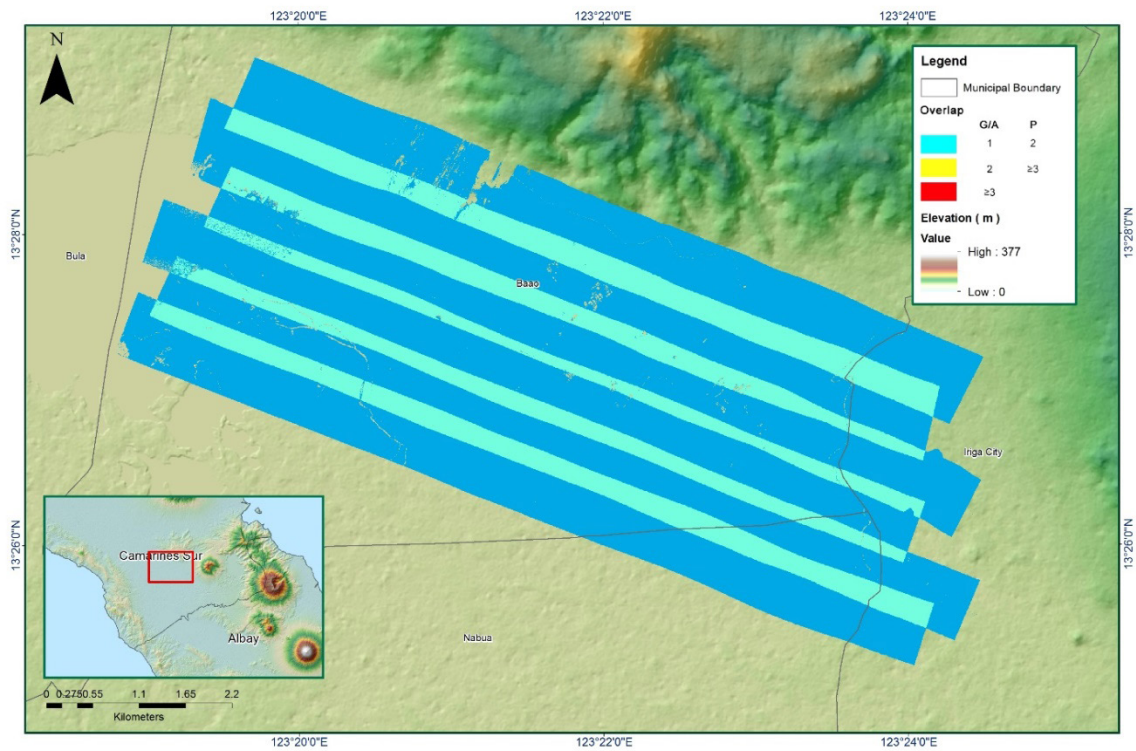 123°20'0"E 123°22'0"E 123°24'0"E
N
Legend
Municipal Boundary
Overlap
G/A P
1 2
2 ≥3
≥3
Elevation ( m )
Value
High : 377
Low : 0
13°28'0"N 13°28'0"N
Bula
Baao
Iriga City
13°26'0"N 13°26'0"N
Camarines Sur
Albay
Nabua
0 0.275 0.55 1.1 1.65 2.2
Kilometers
123°20'0"E 123°22'0"E 123°24'0"E